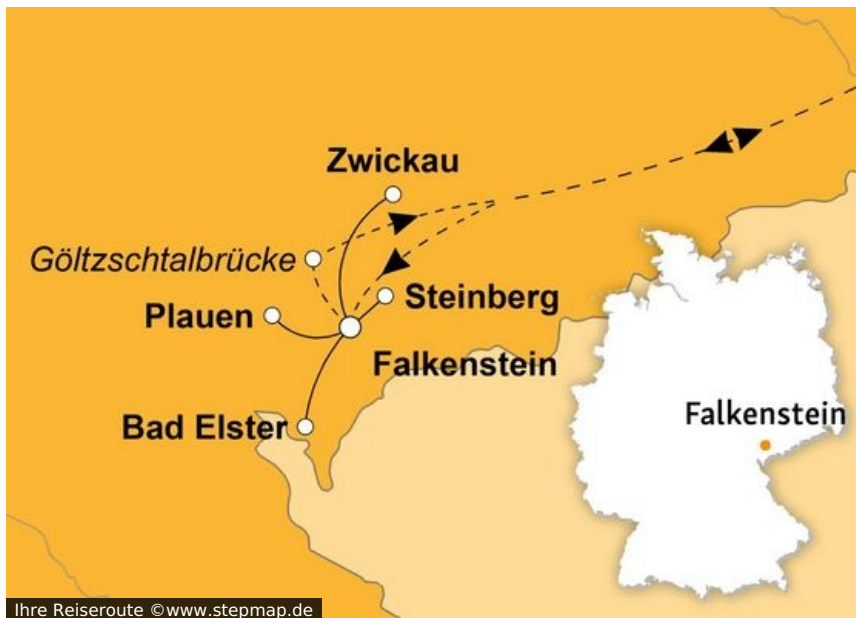 Zwickau
Göltzschtalbrücke
Steinberg
Plauen
Falkenstein
Falkenstein
Bad Elster
Ihre Reiseroute ©www.stepmap.de